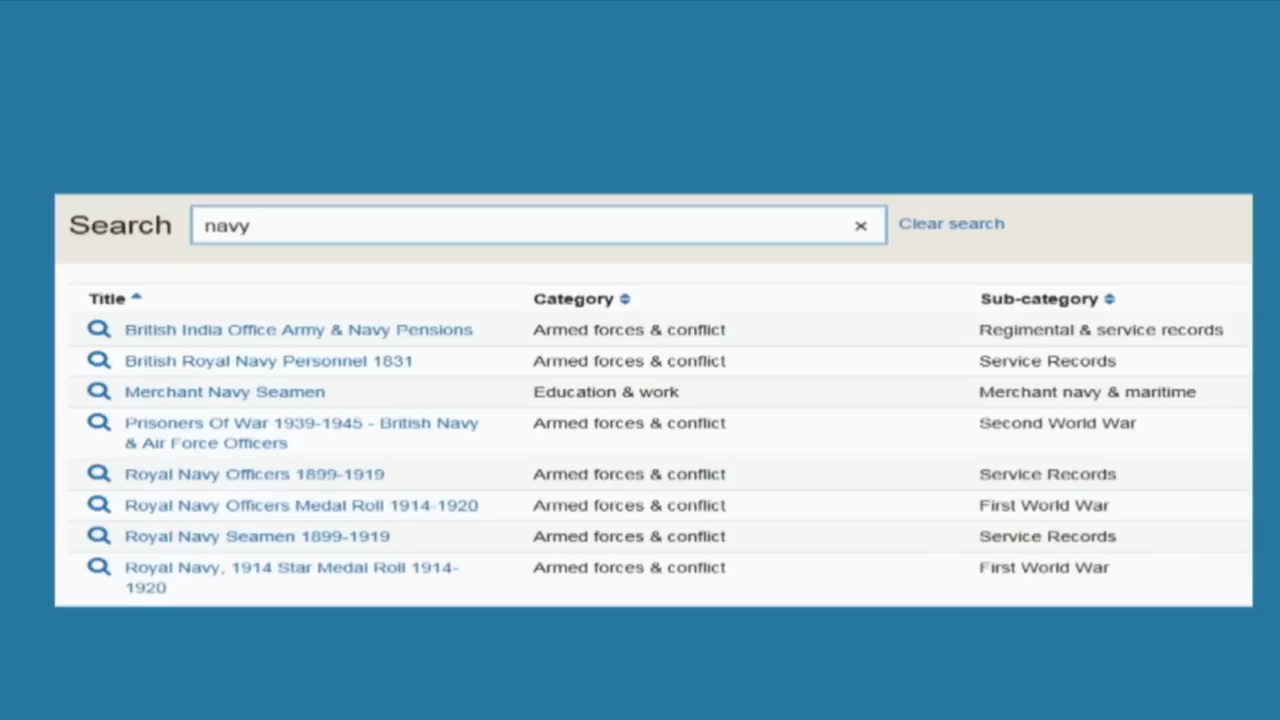 Search navy × Clear search
Title Category Sub-category
British India Office Army & Navy Pensions Armed forces & conflict Regimental & service records
British Royal Navy Personnel 1831 Armed forces & conflict Service Records
Merchant Navy Seamen Education & work Merchant navy & maritime
Prisoners Of War 1939-1945 - British Navy Armed forces & conflict Second World War
& Air Force Officers
Royal Navy Officers 1899-1919 Armed forces & conflict Service Records
Royal Navy Officers Medal Roll 1914-1920 Armed forces & conflict First World War
Royal Navy Seamen 1899-1919 Armed forces & conflict Service Records
Royal Navy, 1914 Star Medal Roll 1914- Armed forces & conflict First World War
1920